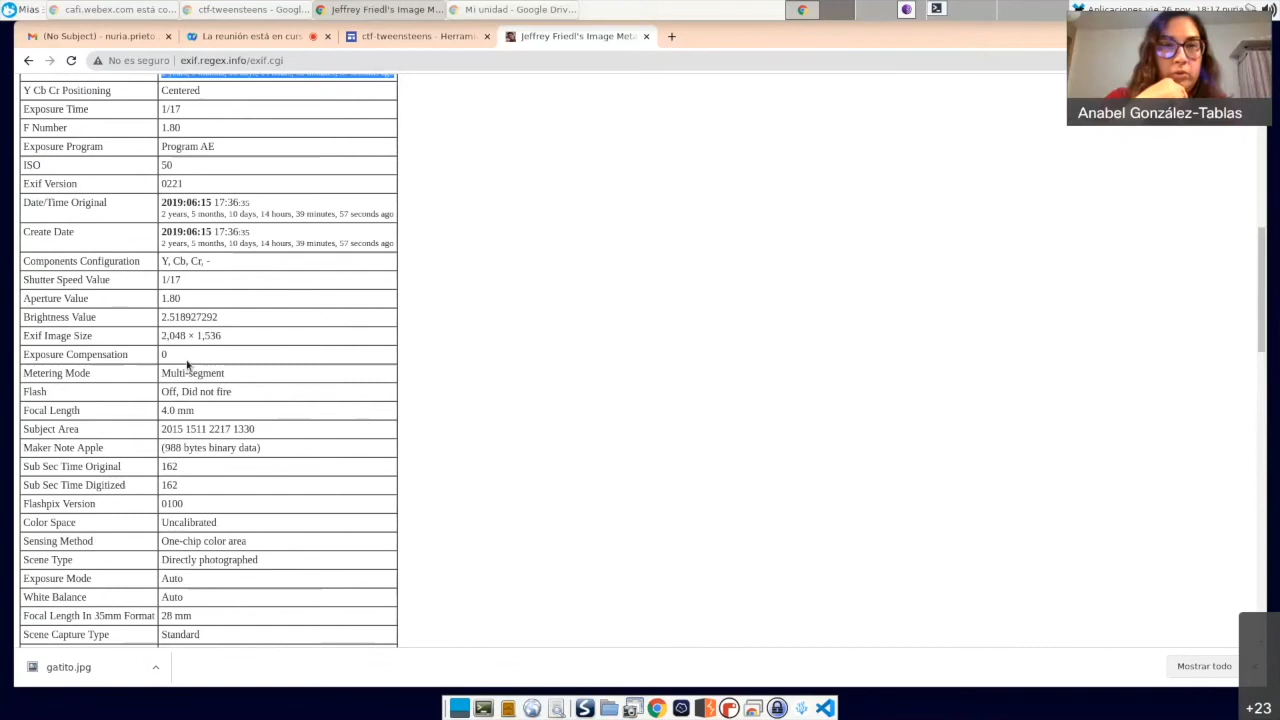 Mias
cafi.webex.com está co...
ctf-tweensteens - Googl...
Jeffrey Friedl's Image M...
Mi unidad - Google Driv...
Aplicaciones vie 26 nov, 18:17 nuria
(No Subject) - nuria.prieto
La reunión está en curs
ctf-tweensteens - Herrami
Jeffrey Friedl's Image Meta
No es seguro
exif.regex.info/exif.cgi
Anabel González-Tablas
Y Cb Cr Positioning Centered
Exposure Time 1/17
F Number 1.80
Exposure Program Program AE
ISO 50
Exif Version 0221
Date/Time Original 2019:06:15 17:36:35
2 years, 5 months, 10 days, 14 hours, 39 minutes, 57 seconds ago
Create Date 2019:06:15 17:36:35
2 years, 5 months, 10 days, 14 hours, 39 minutes, 57 seconds ago
Components Configuration Y, Cb, Cr, -
Shutter Speed Value 1/17
Aperture Value 1.80
Brightness Value 2.518927292
Exif Image Size 2,048 × 1,536
Exposure Compensation 0
Metering Mode Multi-segment
Flash Off, Did not fire
Focal Length 4.0 mm
Subject Area 2015 1511 2217 1330
Maker Note Apple (988 bytes binary data)
Sub Sec Time Original 162
Sub Sec Time Digitized 162
Flashpix Version 0100
Color Space Uncalibrated
Sensing Method One-chip color area
Scene Type Directly photographed
Exposure Mode Auto
White Balance Auto
Focal Length In 35mm Format 28 mm
Scene Capture Type Standard
gatito.jpg
Mostrar todo
+23